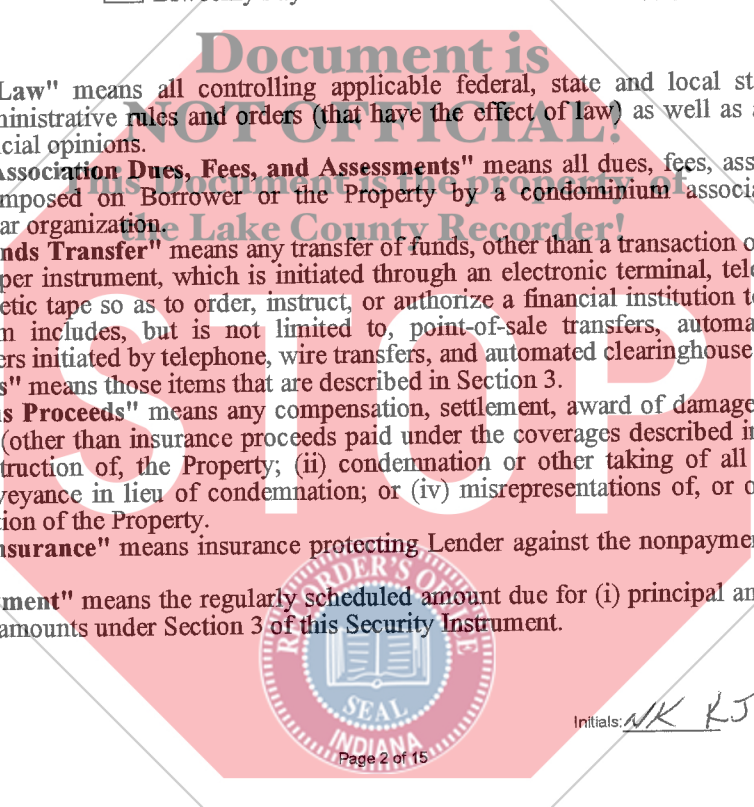 Document is
Law" means all controlling applicable federal, state and local
ministrative rules and orders (that have the effect of law) as well as
NOT OFFICIAL!
cial opinions.
Association Dues, Fees, and Assessments" means all dues, fees,
This Document is the property of
mposed on Borrower or the Property by a condominium
ar organization.
the Lake County Recorder!
nds Transfer" means any transfer of funds, other than a transaction
per instrument, which is initiated through an electronic terminal,
etic tape so as to order, instruct, or authorize a financial institution
m includes, but is not limited to, point-of-sale transfers,
ers initiated by telephone, wire transfers, and automated clearinghouse
s" means those items that are described in Section 3.
s Proceeds" means any compensation, settlement, award of
(other than insurance proceeds paid under the coverages described
truction of, the Property; (ii) condemnation or other taking of all
veyance in lieu of condemnation; or (iv) misrepresentations of, or
tion of the Property.
nsurance" means insurance protecting Lender against the
ment" means the regularly scheduled amount due for (i) principal
amounts under Section 3 of this Security Instrument.
STOP
RECORDER'S OFFICE
SEAL
INDIANA
Initials: NK KJ
Page 2 of 15